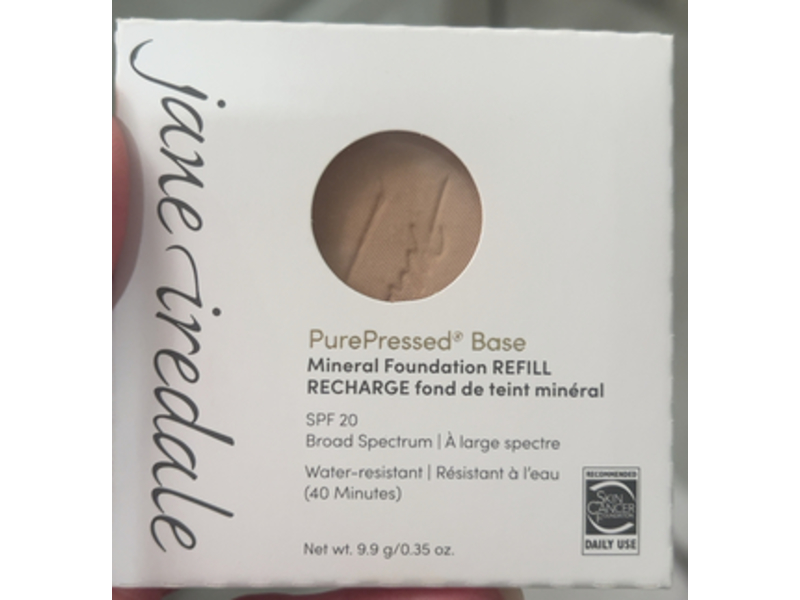 jane iredale
PurePressed® Base
Mineral Foundation REFILL
RECHARGE fond de teint minéral
SPF 20
Broad Spectrum | À large spectre
Water-resistant | Résistant à l'eau
(40 Minutes)
RECOMMENDED
SKIN
CANCER
FOUNDATION
DAILY USE
Net wt. 9.9 g/0.35 oz.